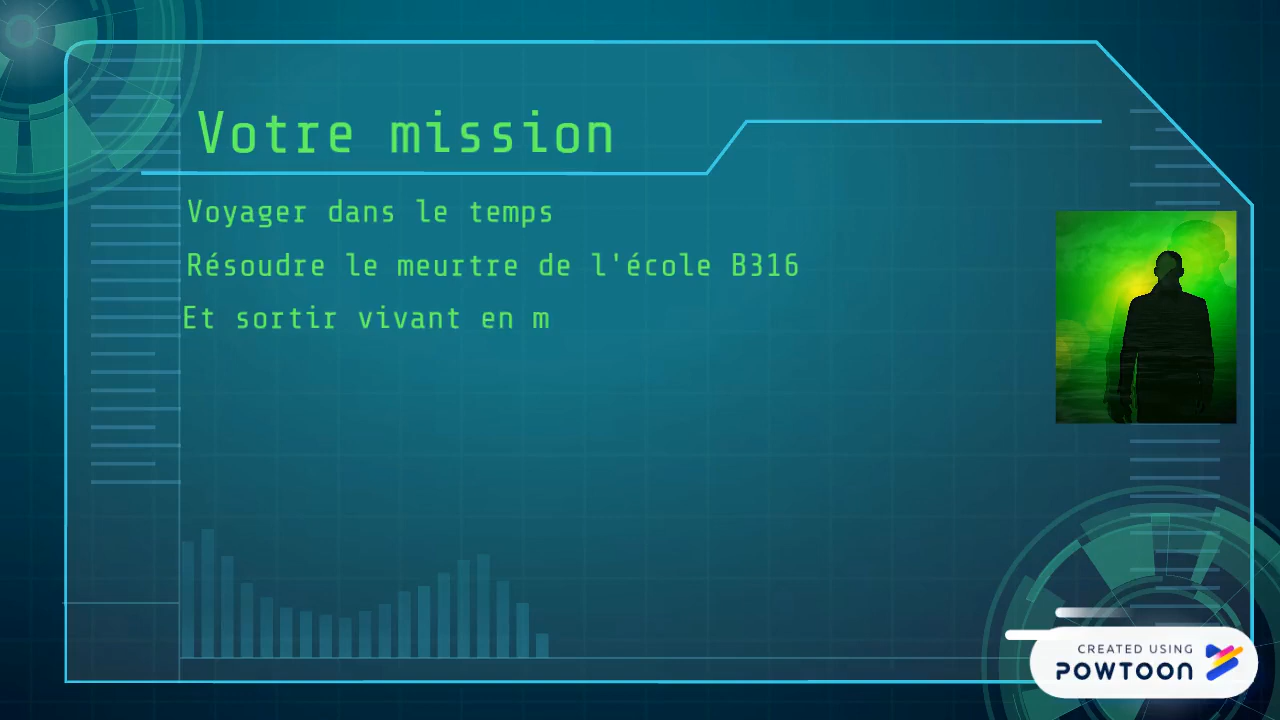 Votre mission
Voyager dans le temps
Résoudre le meurtre de l'école B316
Et sortir vivant en m
CREATED USING
POWTOON